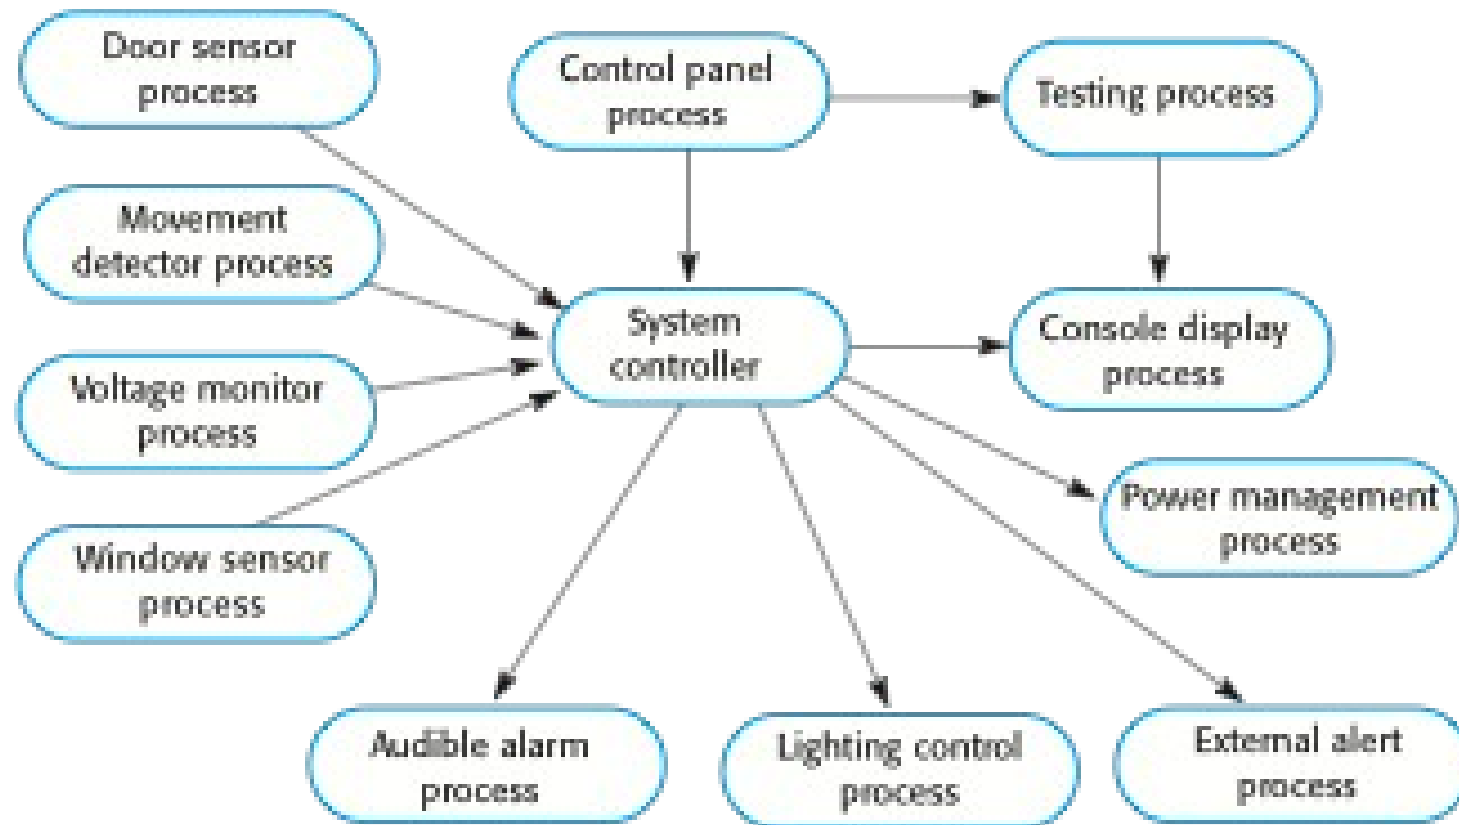 Door sensor
process
Control panel
process
Testing process
Movement
detector process
System
controller
Console display
process
Voltage monitor
process
Power management
process
Window sensor
process
Audible alarm
process
Lighting control
process
External alert
process